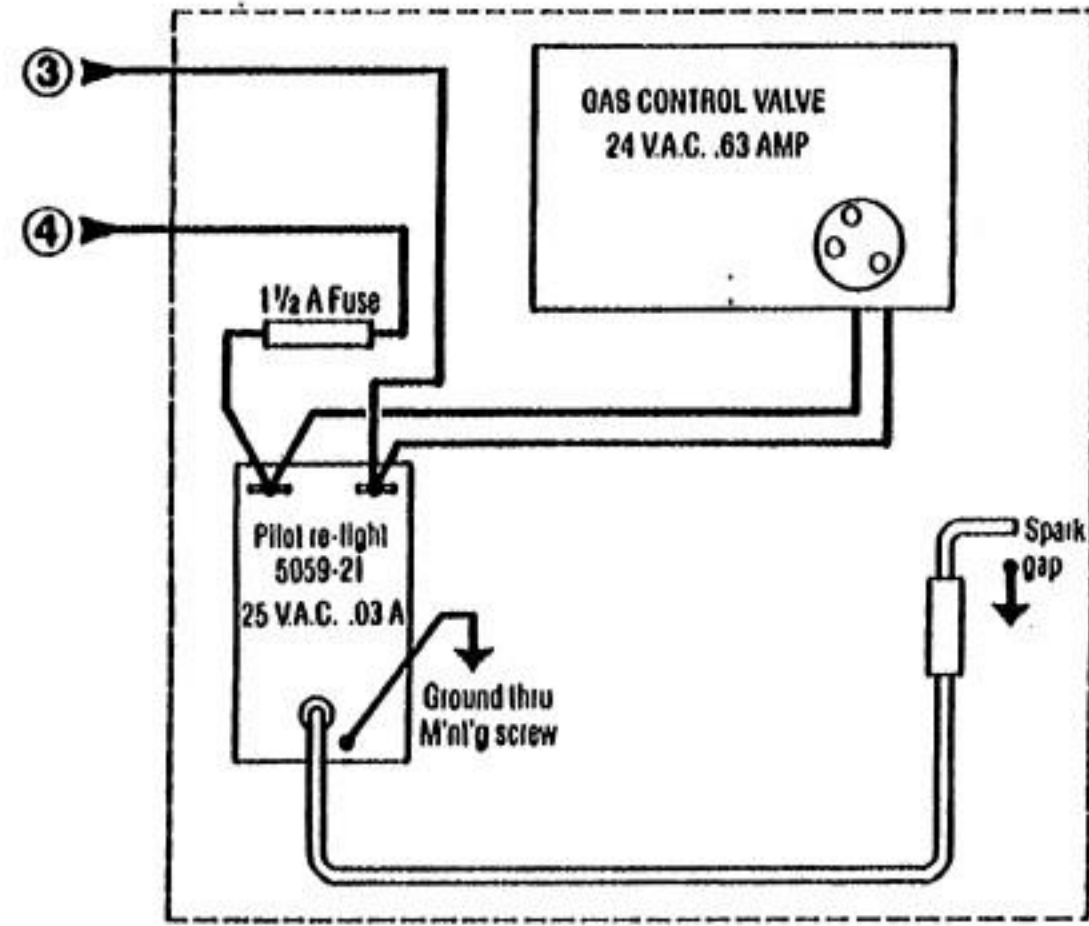 ③
GAS CONTROL VALVE
24 V.A.C. .63 AMP
④
1½ A Fuse
Pilot re-light
5059-21
25 V.A.C. .03 A
Spark
gap
Ground thru
M'nt'g screw